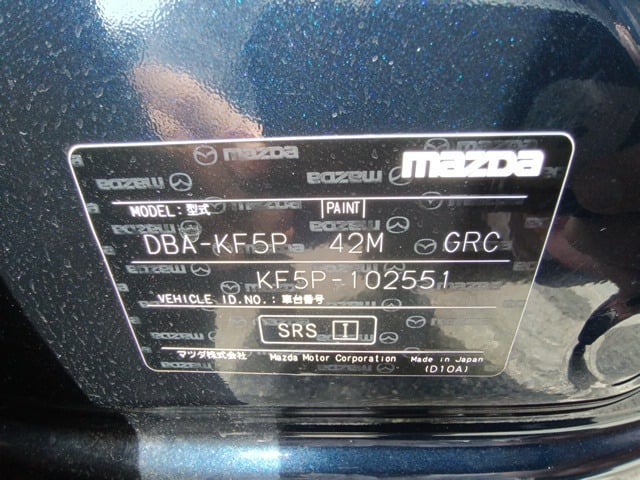 mazda
MODEL:型式 PAINT
DBA-KF5P 42M GRC
KF5P-102551
VEHICLE ID.NO.:車台番号
SRS I
マツダ株式会社 Mazda Motor Corporation Made in Japan
(D10A)